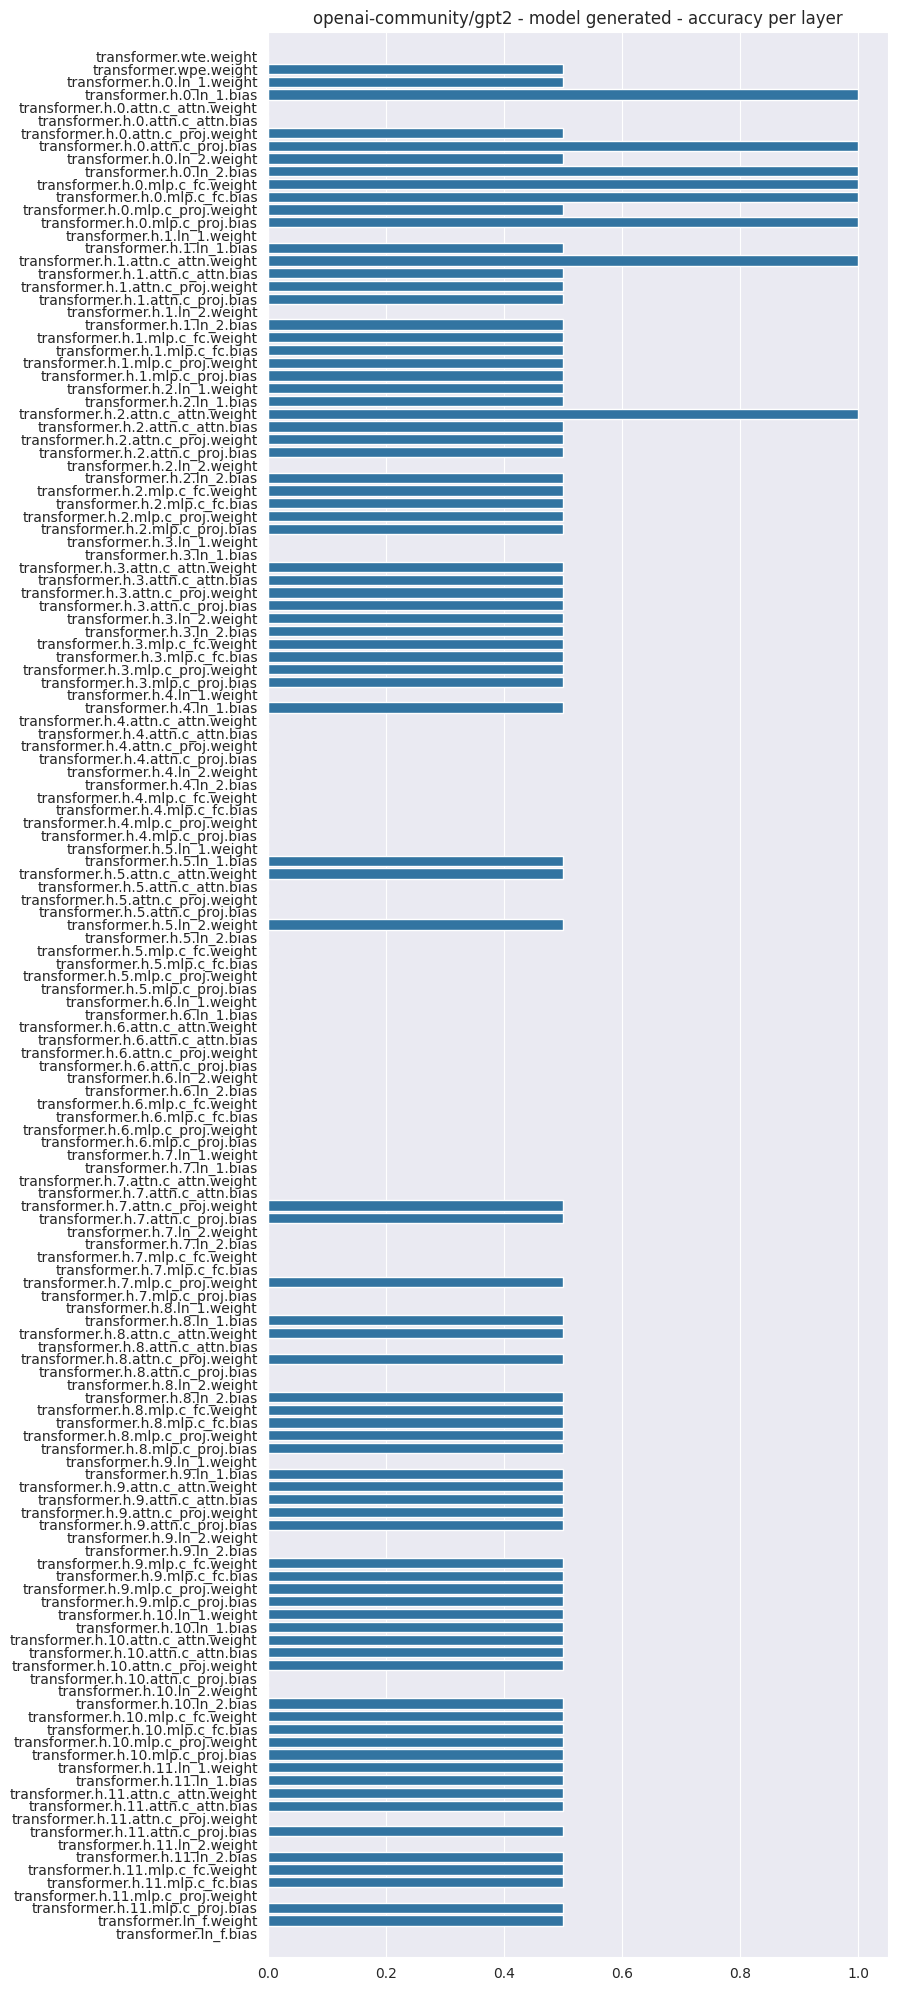 openai-community/gpt2 - model generated - accuracy per layer
transformer.wte.weight
transformer.wpe.weight
transformer.h.0.ln_1.weight
transformer.h.0.ln_1.bias
transformer.h.0.attn.c_attn.weight
transformer.h.0.attn.c_attn.bias
transformer.h.0.attn.c_proj.weight
transformer.h.0.attn.c_proj.bias
transformer.h.0.ln_2.weight
transformer.h.0.ln_2.bias
transformer.h.0.mlp.c_fc.weight
transformer.h.0.mlp.c_fc.bias
transformer.h.0.mlp.c_proj.weight
transformer.h.0.mlp.c_proj.bias
transformer.h.1.ln_1.weight
transformer.h.1.ln_1.bias
transformer.h.1.attn.c_attn.weight
transformer.h.1.attn.c_attn.bias
transformer.h.1.attn.c_proj.weight
transformer.h.1.attn.c_proj.bias
transformer.h.1.ln_2.weight
transformer.h.1.ln_2.bias
transformer.h.1.mlp.c_fc.weight
transformer.h.1.mlp.c_fc.bias
transformer.h.1.mlp.c_proj.weight
transformer.h.1.mlp.c_proj.bias
transformer.h.2.ln_1.weight
transformer.h.2.ln_1.bias
transformer.h.2.attn.c_attn.weight
transformer.h.2.attn.c_attn.bias
transformer.h.2.attn.c_proj.weight
transformer.h.2.attn.c_proj.bias
transformer.h.2.ln_2.weight
transformer.h.2.ln_2.bias
transformer.h.2.mlp.c_fc.weight
transformer.h.2.mlp.c_fc.bias
transformer.h.2.mlp.c_proj.weight
transformer.h.2.mlp.c_proj.bias
transformer.h.3.ln_1.weight
transformer.h.3.ln_1.bias
transformer.h.3.attn.c_attn.weight
transformer.h.3.attn.c_attn.bias
transformer.h.3.attn.c_proj.weight
transformer.h.3.attn.c_proj.bias
transformer.h.3.ln_2.weight
transformer.h.3.ln_2.bias
transformer.h.3.mlp.c_fc.weight
transformer.h.3.mlp.c_fc.bias
transformer.h.3.mlp.c_proj.weight
transformer.h.3.mlp.c_proj.bias
transformer.h.4.ln_1.weight
transformer.h.4.ln_1.bias
transformer.h.4.attn.c_attn.weight
transformer.h.4.attn.c_attn.bias
transformer.h.4.attn.c_proj.weight
transformer.h.4.attn.c_proj.bias
transformer.h.4.ln_2.weight
transformer.h.4.ln_2.bias
transformer.h.4.mlp.c_fc.weight
transformer.h.4.mlp.c_fc.bias
transformer.h.4.mlp.c_proj.weight
transformer.h.4.mlp.c_proj.bias
transformer.h.5.ln_1.weight
transformer.h.5.ln_1.bias
transformer.h.5.attn.c_attn.weight
transformer.h.5.attn.c_attn.bias
transformer.h.5.attn.c_proj.weight
transformer.h.5.attn.c_proj.bias
transformer.h.5.ln_2.weight
transformer.h.5.ln_2.bias
transformer.h.5.mlp.c_fc.weight
transformer.h.5.mlp.c_fc.bias
transformer.h.5.mlp.c_proj.weight
transformer.h.5.mlp.c_proj.bias
transformer.h.6.ln_1.weight
transformer.h.6.ln_1.bias
transformer.h.6.attn.c_attn.weight
transformer.h.6.attn.c_attn.bias
transformer.h.6.attn.c_proj.weight
transformer.h.6.attn.c_proj.bias
transformer.h.6.ln_2.weight
transformer.h.6.ln_2.bias
transformer.h.6.mlp.c_fc.weight
transformer.h.6.mlp.c_fc.bias
transformer.h.6.mlp.c_proj.weight
transformer.h.6.mlp.c_proj.bias
transformer.h.7.ln_1.weight
transformer.h.7.ln_1.bias
transformer.h.7.attn.c_attn.weight
transformer.h.7.attn.c_attn.bias
transformer.h.7.attn.c_proj.weight
transformer.h.7.attn.c_proj.bias
transformer.h.7.ln_2.weight
transformer.h.7.ln_2.bias
transformer.h.7.mlp.c_fc.weight
transformer.h.7.mlp.c_fc.bias
transformer.h.7.mlp.c_proj.weight
transformer.h.7.mlp.c_proj.bias
transformer.h.8.ln_1.weight
transformer.h.8.ln_1.bias
transformer.h.8.attn.c_attn.weight
transformer.h.8.attn.c_attn.bias
transformer.h.8.attn.c_proj.weight
transformer.h.8.attn.c_proj.bias
transformer.h.8.ln_2.weight
transformer.h.8.ln_2.bias
transformer.h.8.mlp.c_fc.weight
transformer.h.8.mlp.c_fc.bias
transformer.h.8.mlp.c_proj.weight
transformer.h.8.mlp.c_proj.bias
transformer.h.9.ln_1.weight
transformer.h.9.ln_1.bias
transformer.h.9.attn.c_attn.weight
transformer.h.9.attn.c_attn.bias
transformer.h.9.attn.c_proj.weight
transformer.h.9.attn.c_proj.bias
transformer.h.9.ln_2.weight
transformer.h.9.ln_2.bias
transformer.h.9.mlp.c_fc.weight
transformer.h.9.mlp.c_fc.bias
transformer.h.9.mlp.c_proj.weight
transformer.h.9.mlp.c_proj.bias
transformer.h.10.ln_1.weight
transformer.h.10.ln_1.bias
transformer.h.10.attn.c_attn.weight
transformer.h.10.attn.c_attn.bias
transformer.h.10.attn.c_proj.weight
transformer.h.10.attn.c_proj.bias
transformer.h.10.ln_2.weight
transformer.h.10.ln_2.bias
transformer.h.10.mlp.c_fc.weight
transformer.h.10.mlp.c_fc.bias
transformer.h.10.mlp.c_proj.weight
transformer.h.10.mlp.c_proj.bias
transformer.h.11.ln_1.weight
transformer.h.11.ln_1.bias
transformer.h.11.attn.c_attn.weight
transformer.h.11.attn.c_attn.bias
transformer.h.11.attn.c_proj.weight
transformer.h.11.attn.c_proj.bias
transformer.h.11.ln_2.weight
transformer.h.11.ln_2.bias
transformer.h.11.mlp.c_fc.weight
transformer.h.11.mlp.c_fc.bias
transformer.h.11.mlp.c_proj.weight
transformer.h.11.mlp.c_proj.bias
transformer.ln_f.weight
transformer.ln_f.bias
0.0 0.2 0.4 0.6 0.8 1.0